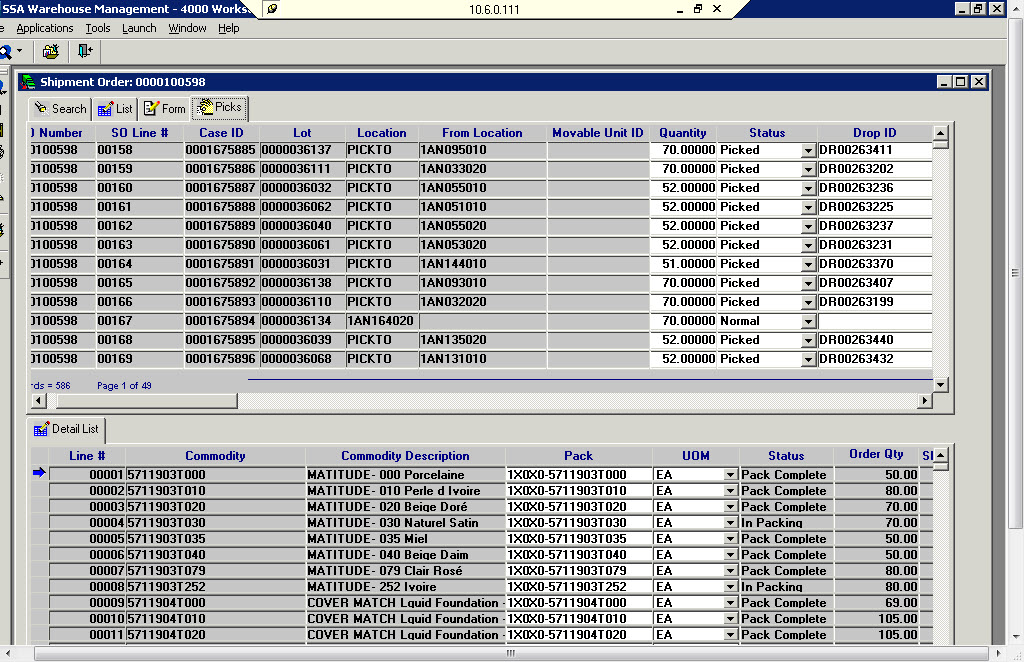 SSA Warehouse Management - 4000 Works
10.6.0.111
Applications Tools Launch Window Help
Shipment Order: 0000100598
Search List Form Picks
Number SO Line # Case ID Lot Location From Location Movable Unit ID Quantity Status Drop ID
0100598 00158 0001675885 0000036137 PICKTO 1AN095010 70.00000 Picked DR00263411
0100598 00159 0001675886 0000036111 PICKTO 1AN033020 70.00000 Picked DR00263202
0100598 00160 0001675887 0000036032 PICKTO 1AN055010 52.00000 Picked DR00263236
0100598 00161 0001675888 0000036062 PICKTO 1AN051010 52.00000 Picked DR00263225
0100598 00162 0001675889 0000036040 PICKTO 1AN055020 52.00000 Picked DR00263237
0100598 00163 0001675890 0000036061 PICKTO 1AN053020 52.00000 Picked DR00263231
0100598 00164 0001675891 0000036031 PICKTO 1AN144010 51.00000 Picked DR00263370
0100598 00165 0001675892 0000036138 PICKTO 1AN093010 70.00000 Picked DR00263407
0100598 00166 0001675893 0000036110 PICKTO 1AN032020 70.00000 Picked DR00263199
0100598 00167 0001675894 0000036134 1AN164020 70.00000 Normal
0100598 00168 0001675895 0000036039 PICKTO 1AN135020 52.00000 Picked DR00263440
0100598 00169 0001675896 0000036068 PICKTO 1AN131010 52.00000 Picked DR00263432
rds = 586 Page 1 of 49
Detail List
Line # Commodity Commodity Description Pack UOM Status Order Qty
00001 5711903T000 MATITUDE- 000 Porcelaine 1X0X0-5711903T000 EA Pack Complete 50.00
00002 5711903T010 MATITUDE- 010 Perle d Ivoire 1X0X0-5711903T010 EA Pack Complete 80.00
00003 5711903T020 MATITUDE- 020 Beige Doré 1X0X0-5711903T020 EA Pack Complete 70.00
00004 5711903T030 MATITUDE- 030 Naturel Satin 1X0X0-5711903T030 EA In Packing 70.00
00005 5711903T035 MATITUDE- 035 Miel 1X0X0-5711903T035 EA Pack Complete 50.00
00006 5711903T040 MATITUDE- 040 Beige Daim 1X0X0-5711903T040 EA Pack Complete 50.00
00007 5711903T079 MATITUDE- 079 Clair Rosé 1X0X0-5711903T079 EA Pack Complete 80.00
00008 5711903T252 MATITUDE- 252 Ivoire 1X0X0-5711903T252 EA In Packing 80.00
00009 5711904T000 COVER MATCH Lquid Foundation - 1X0X0-5711904T000 EA Pack Complete 69.00
00010 5711904T010 COVER MATCH Lquid Foundation - 1X0X0-5711904T010 EA Pack Complete 105.00
00011 5711904T020 COVER MATCH Lquid Foundation - 1X0X0-5711904T020 EA Pack Complete 105.00